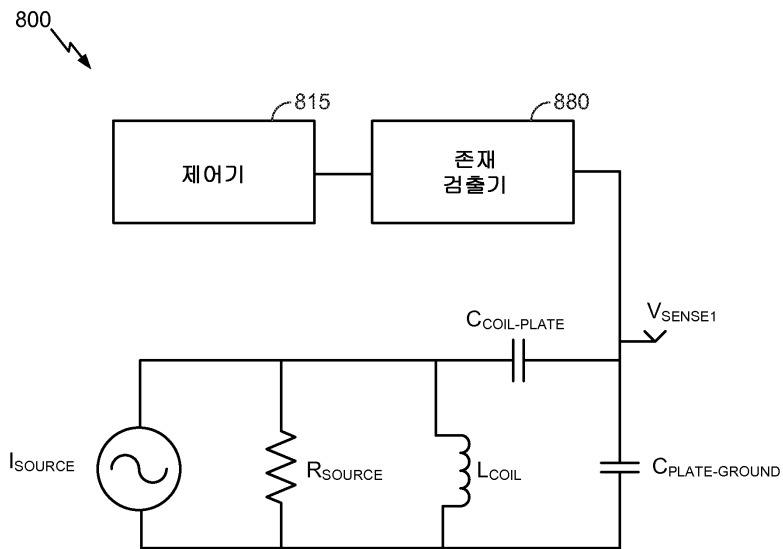 800
815
880
제어기
존재
검출기
V_SENSE1
C_COIL-PLATE
I_SOURCE
R_SOURCE
L_COIL
C_PLATE-GROUND